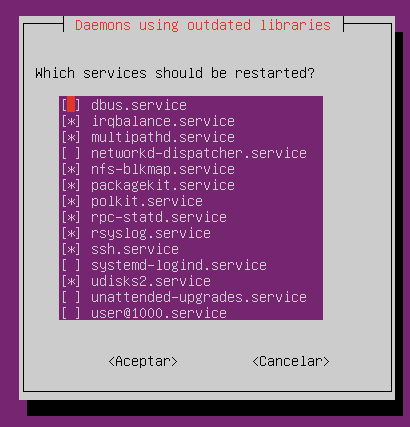 Daemons using outdated libraries
Which services should be restarted?
[ ] dbus.service
[*] irqbalance.service
[*] multipathd.service
[ ] networkd-dispatcher.service
[*] nfs-blkmap.service
[*] packagekit.service
[*] polkit.service
[*] rpc-statd.service
[*] rsyslog.service
[*] ssh.service
[ ] systemd-logind.service
[*] udisks2.service
[ ] unattended-upgrades.service
[ ] user@1000.service
<Aceptar> <Cancelar>